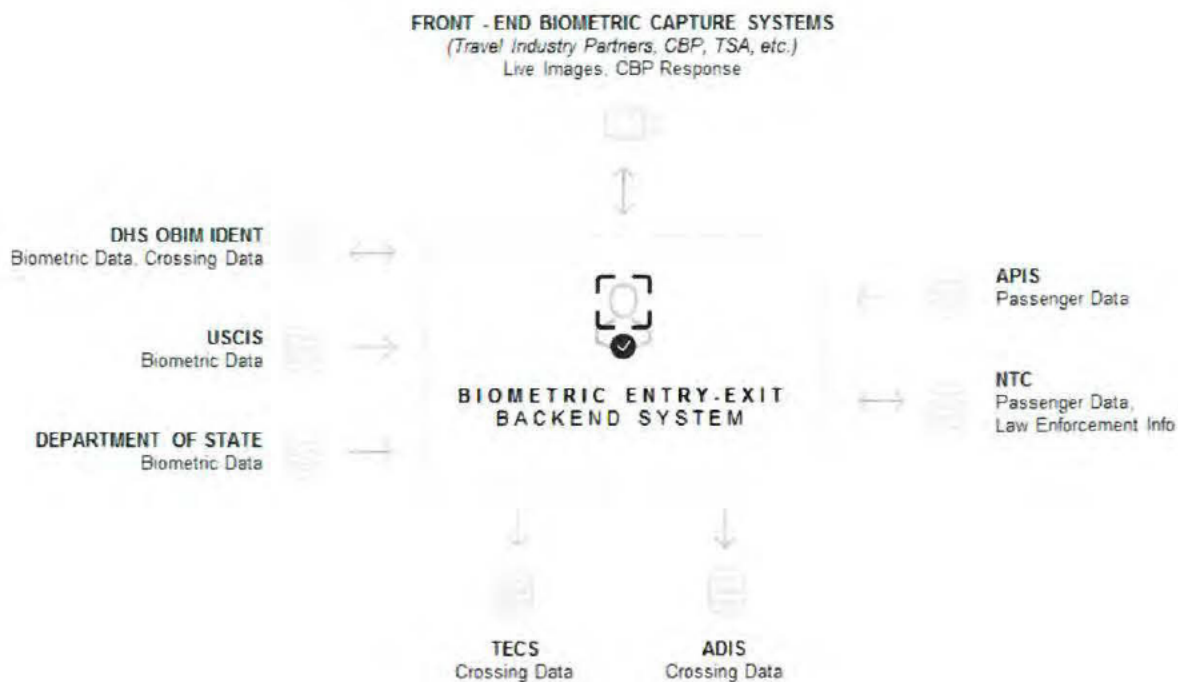 FRONT - END BIOMETRIC CAPTURE SYSTEMS
(Travel Industry Partners, CBP, TSA, etc.)
Live Images, CBP Response
DHS OBIM IDENT
Biometric Data, Crossing Data
USCIS
Biometric Data
DEPARTMENT OF STATE
Biometric Data
BIOMETRIC ENTRY-EXIT
BACKEND SYSTEM
APIS
Passenger Data
NTC
Passenger Data,
Law Enforcement Info
TECS
Crossing Data
ADIS
Crossing Data